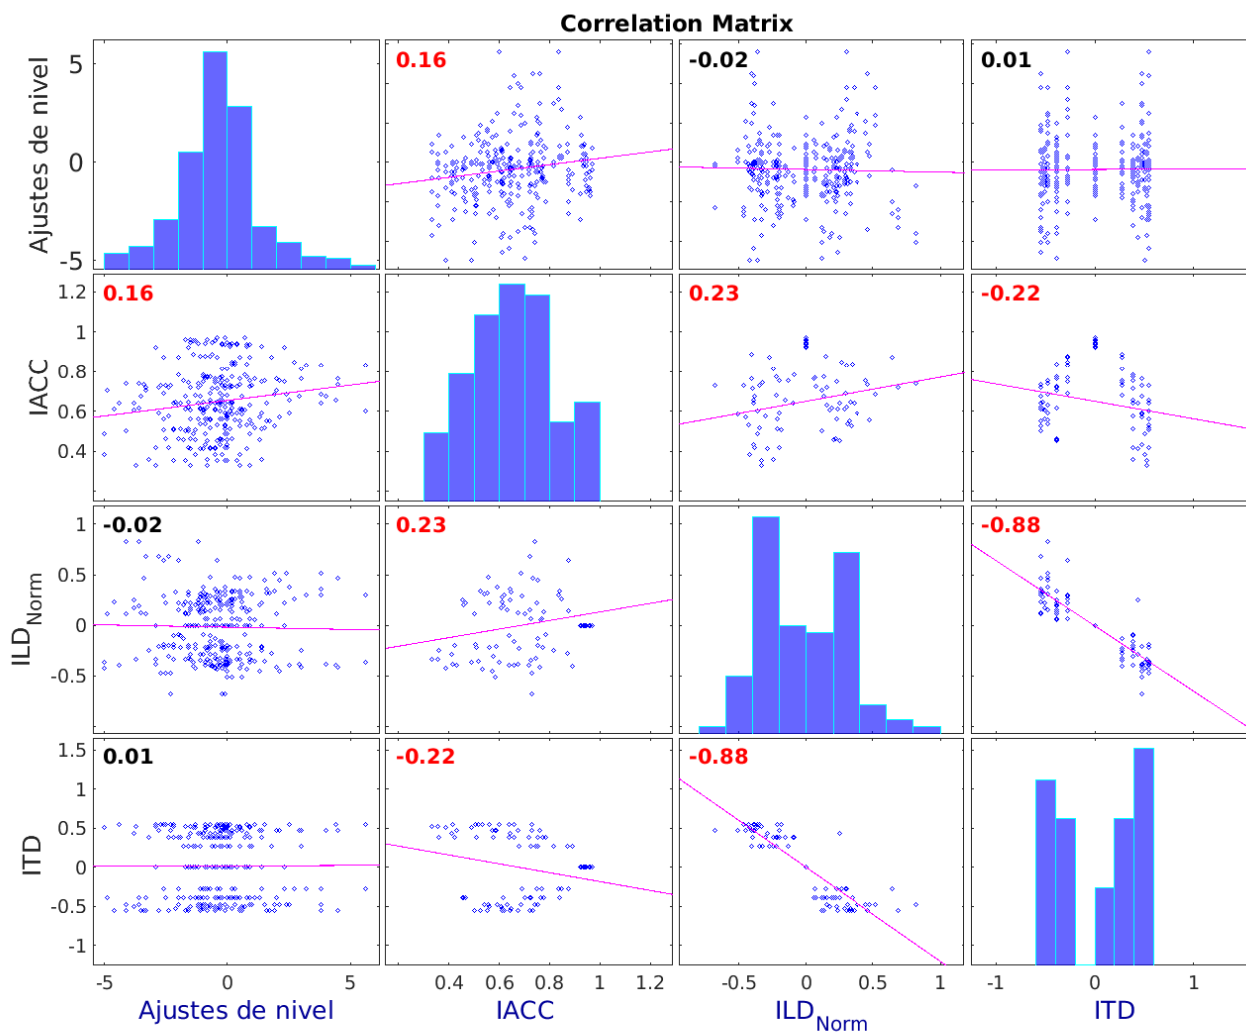 Correlation Matrix
Ajustes de nivel
5
0
-5
0.16
-0.02
0.01
IACC
1.2
1
0.8
0.6
0.4
0.16
0.23
-0.22
ILD_Norm
1
0.5
0
-0.5
-0.02
0.23
-0.88
ITD
1.5
1
0.5
0
-0.5
-1
0.01
-0.22
-0.88
-5 0 5
0.4 0.6 0.8 1 1.2
-0.5 0 0.5 1
-1 0 1
Ajustes de nivel
IACC
ILD_Norm
ITD